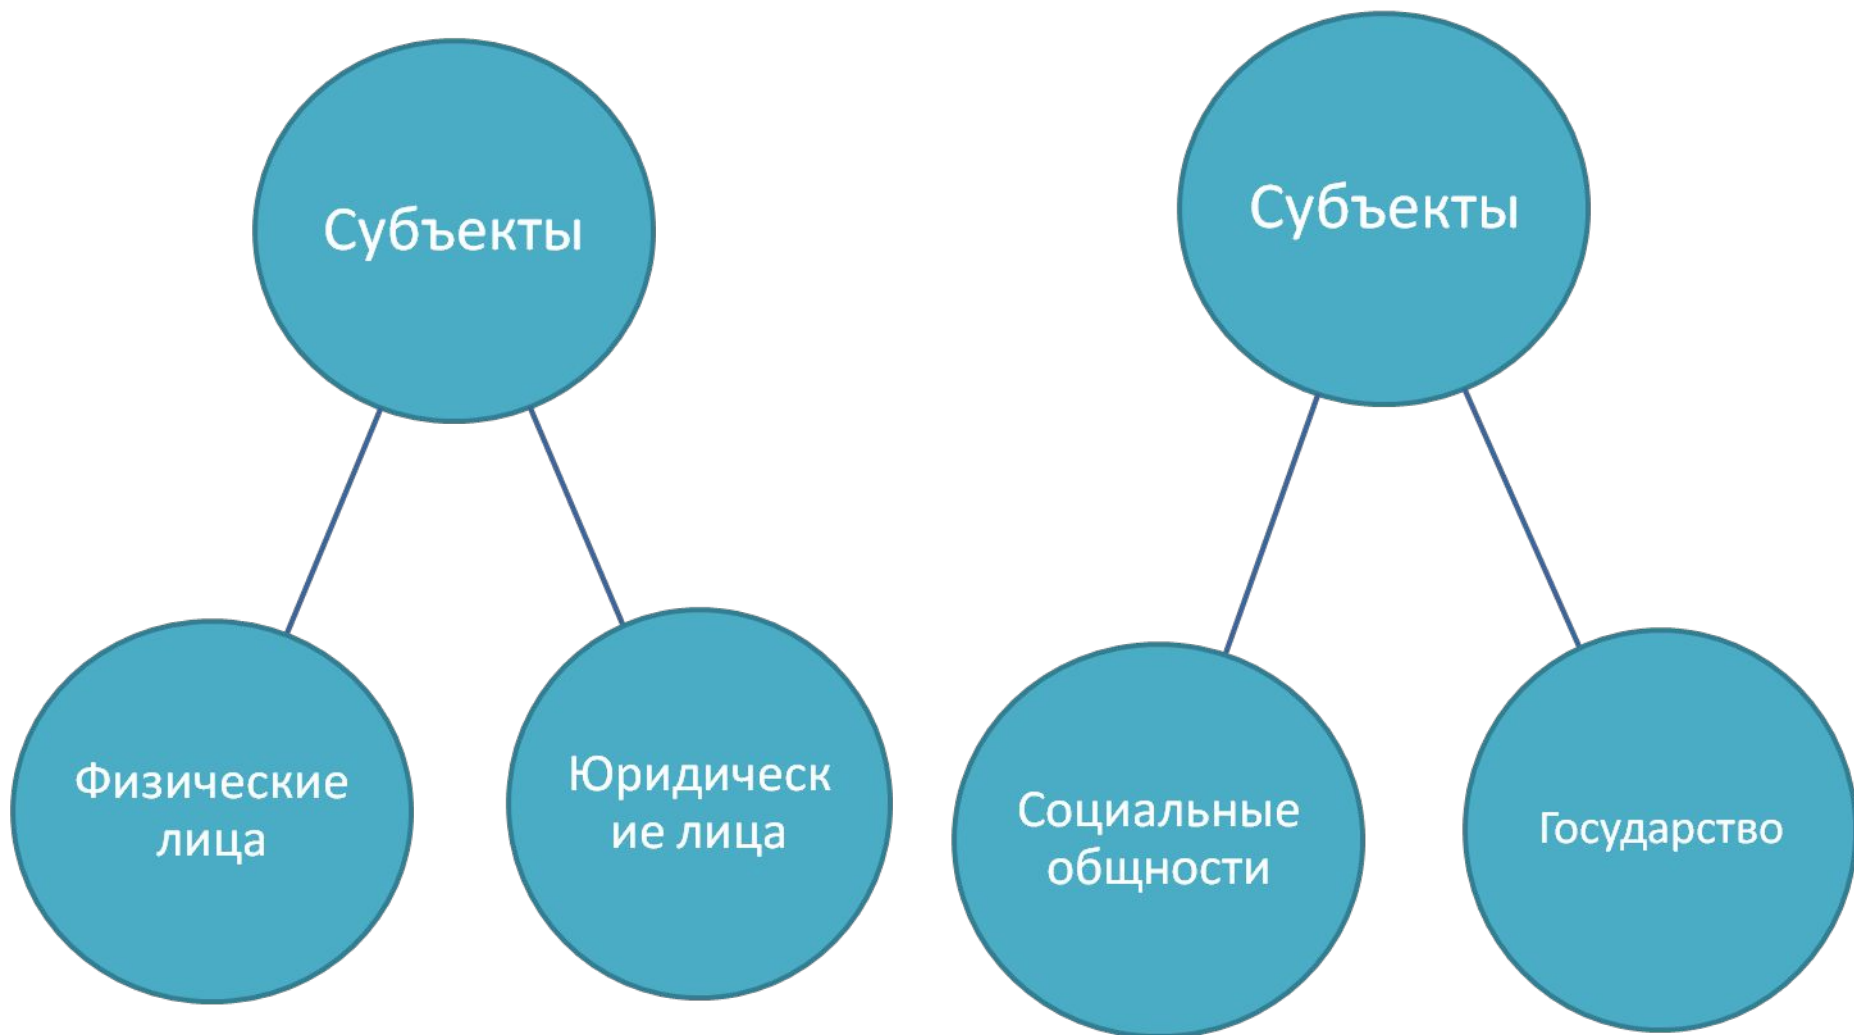 Субъекты
Физические
лица
Юридическ
ие лица
Субъекты
Социальные
общности
Государство